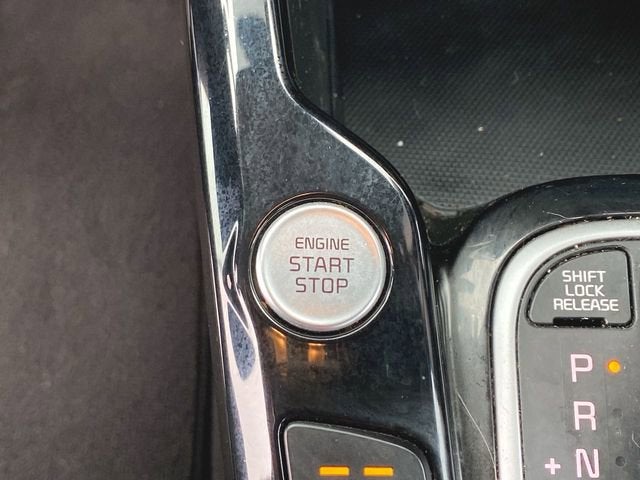 ENGINE
START
STOP
SHIFT
LOCK
RELEASE
P
R
+ N